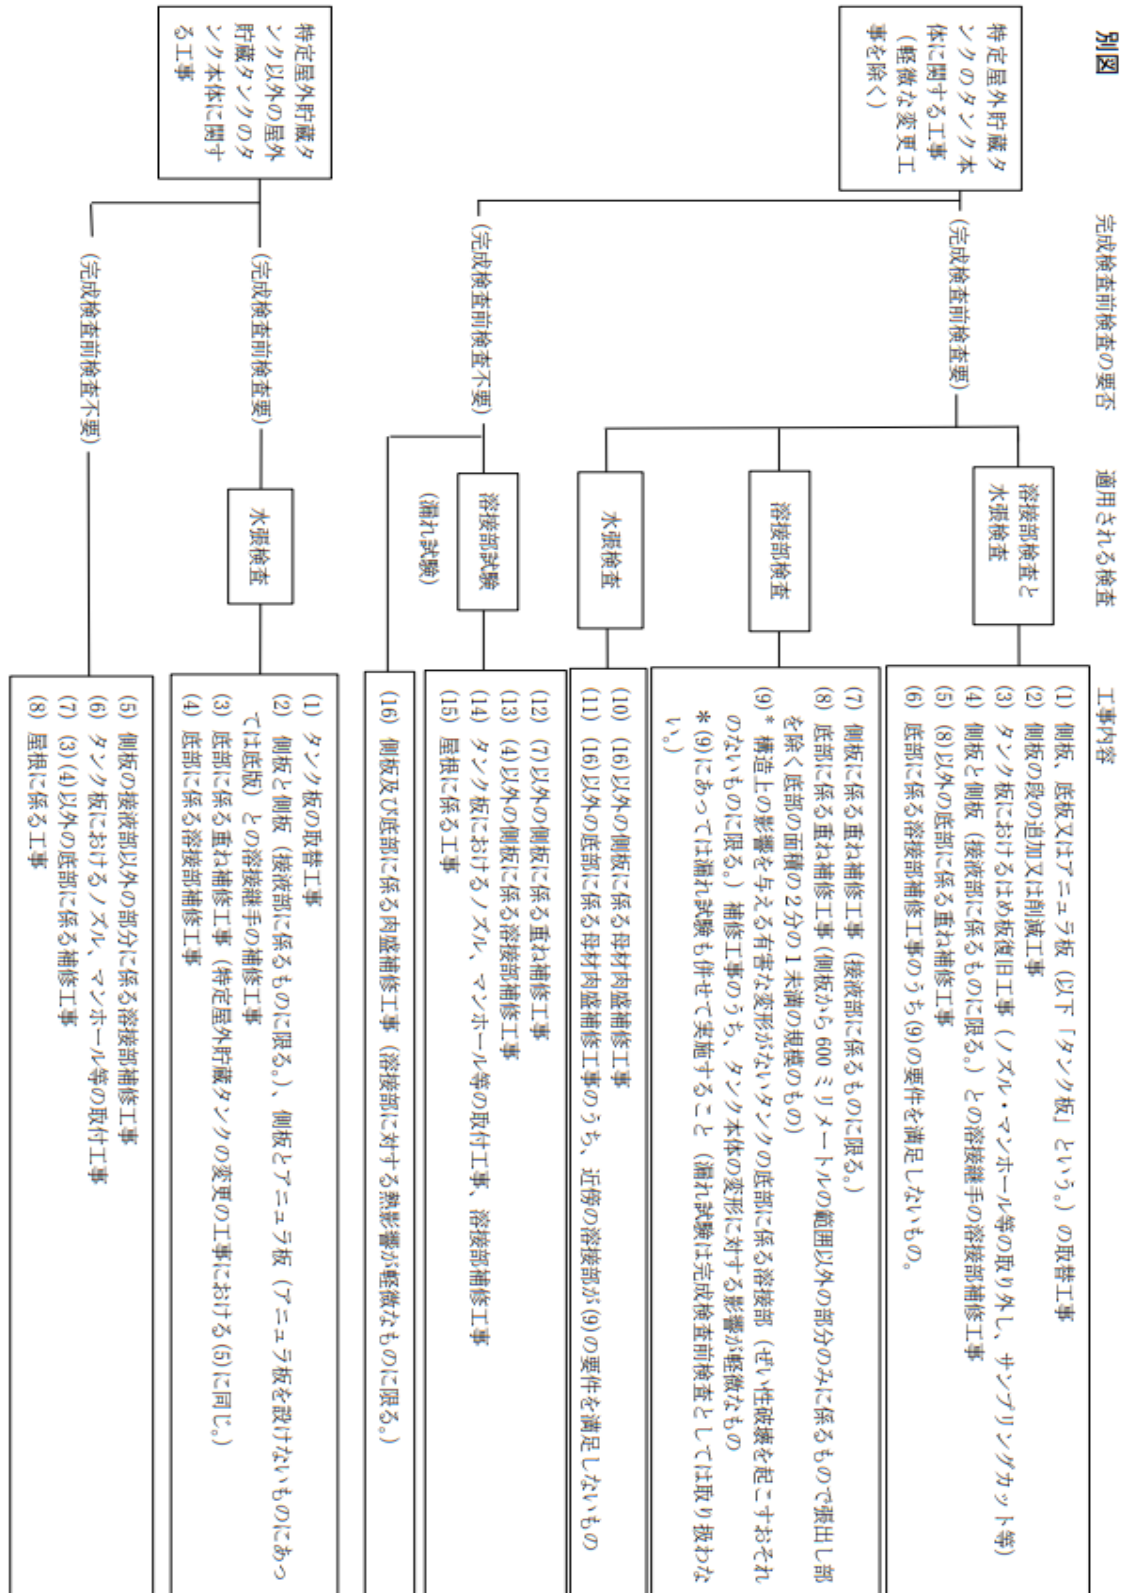 別図
完成検査前検査の要否
適用される検査
工事内容
特定屋外貯蔵タ
ンクのタンク本
体に関する工事
（軽微な変更工
事を除く）
(完成検査前検査要)
溶接部検査と
水張検査
(1) 側板、底板又はアニュラ板（以下「タンク板」という。）の取替工事
(2) 側板の段の追加又は削減工事
(3) タンク板におけるはめ板復旧工事（ノズル・マンホール等の取り外し、サンプリングカット等）
(4) 側板と側板（接液部に係るものに限る。）との溶接継手の溶接部補修工事
(5) (8)以外の底部に係る重ね補修工事
(6) 底部に係る溶接部補修工事のうち(9)の要件を満足しないもの。
溶接部検査
(7) 側板に係る重ね補修工事（接液部に係るものに限る。）
(8) 底部に係る重ね補修工事（側板から 600 ミリメートルの範囲以外の部分のみに係るもので張出し部
を除く底部の面積の２分の１未満の規模のもの）
(9)＊ 構造上の影響を与える有害な変形がないタンクの底部に係る溶接部（ぜい性破壊を起こすおそれ
のないものに限る。）補修工事のうち、タンク本体の変形に対する影響が軽微なもの
＊(9)にあっては漏れ試験も併せて実施すること（漏れ試験は完成検査前検査としては取り扱わな
い。）
水張検査
(10) (16)以外の側板に係る母材肉盛補修工事
(11) (16)以外の底部に係る母材肉盛補修工事のうち、近傍の溶接部が(9)の要件を満足しないもの
(完成検査前検査不要)
溶接部試験
(漏れ試験)
(12) (7)以外の側板に係る重ね補修工事
(13) (4)以外の側板に係る溶接部補修工事
(14) タンク板におけるノズル、マンホール等の取付工事、溶接部補修工事
(15) 屋根に係る工事
(16) 側板及び底部に係る肉盛補修工事（溶接部に対する熱影響が軽微なものに限る。）
特定屋外貯蔵タ
ンク以外の屋外
貯蔵タンクのタ
ンク本体に関す
る工事
(完成検査前検査要)
水張検査
(1) タンク板の取替工事
(2) 側板と側板（接液部に係るものに限る。）、側板とアニュラ板（アニュラ板を設けないものにあっ
ては底版）との溶接継手の補修工事
(3) 底部に係る重ね補修工事（特定屋外貯蔵タンクの変更の工事における(5)に同じ。）
(4) 底部に係る溶接部補修工事
(完成検査前検査不要)
(5) 側板の接液部以外の部分に係る溶接部補修工事
(6) タンク板におけるノズル、マンホール等の取付工事
(7) (3)(4)以外の底部に係る補修工事
(8) 屋根に係る工事